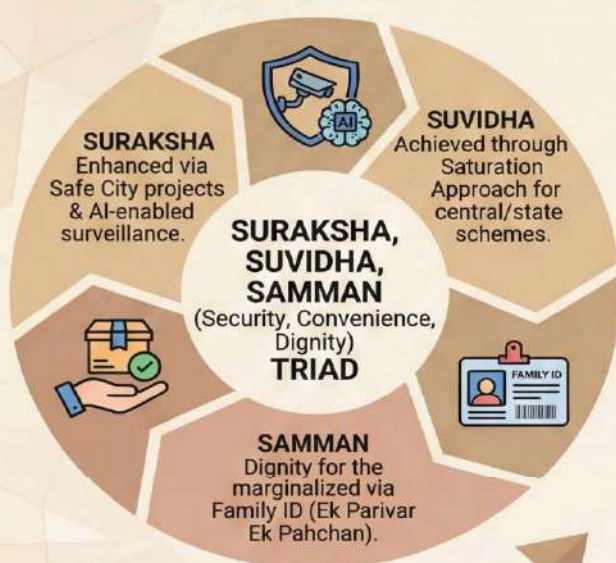 SURAKSHA
Enhanced via
Safe City projects
& AI-enabled
surveillance.
AI
SUVIDHA
Achieved through
Saturation
Approach for
central/state
schemes.
SURAKSHA,
SUVIDHA,
SAMMAN
(Security, Convenience,
Dignity)
TRIAD
FAMILY ID
SAMMAN
Dignity for the
marginalized via
Family ID (Ek Parivar
Ek Pahchan).